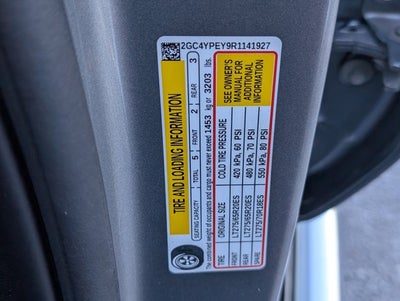 2GC4YPEY9R1141927
TIRE AND LOADING INFORMATION
SEATING CAPACITY TOTAL 5 FRONT 2 REAR 3
The combined weight of occupants and cargo must never exceed 1453 kg or 3203 lbs.
TIRE ORIGINAL SIZE COLD TIRE PRESSURE
FRONT LT275/65R20ES 420 kPa, 60 PSI
REAR LT275/65R20ES 480 kPa, 70 PSI
SPARE LT275/70R18ES 550 kPa, 80 PSI
SEE OWNER'S
MANUAL FOR
ADDITIONAL
INFORMATION